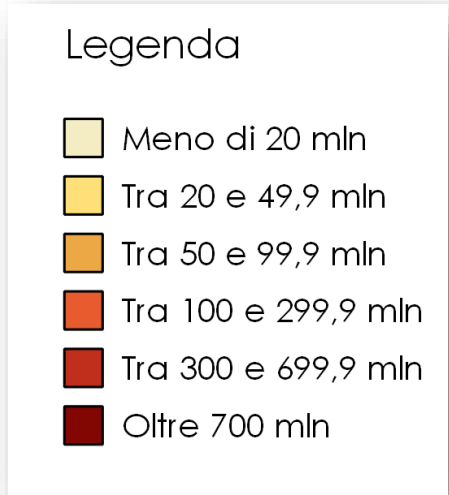 Legenda
Meno di 20 mln
Tra 20 e 49,9 mln
Tra 50 e 99,9 mln
Tra 100 e 299,9 mln
Tra 300 e 699,9 mln
Oltre 700 mln